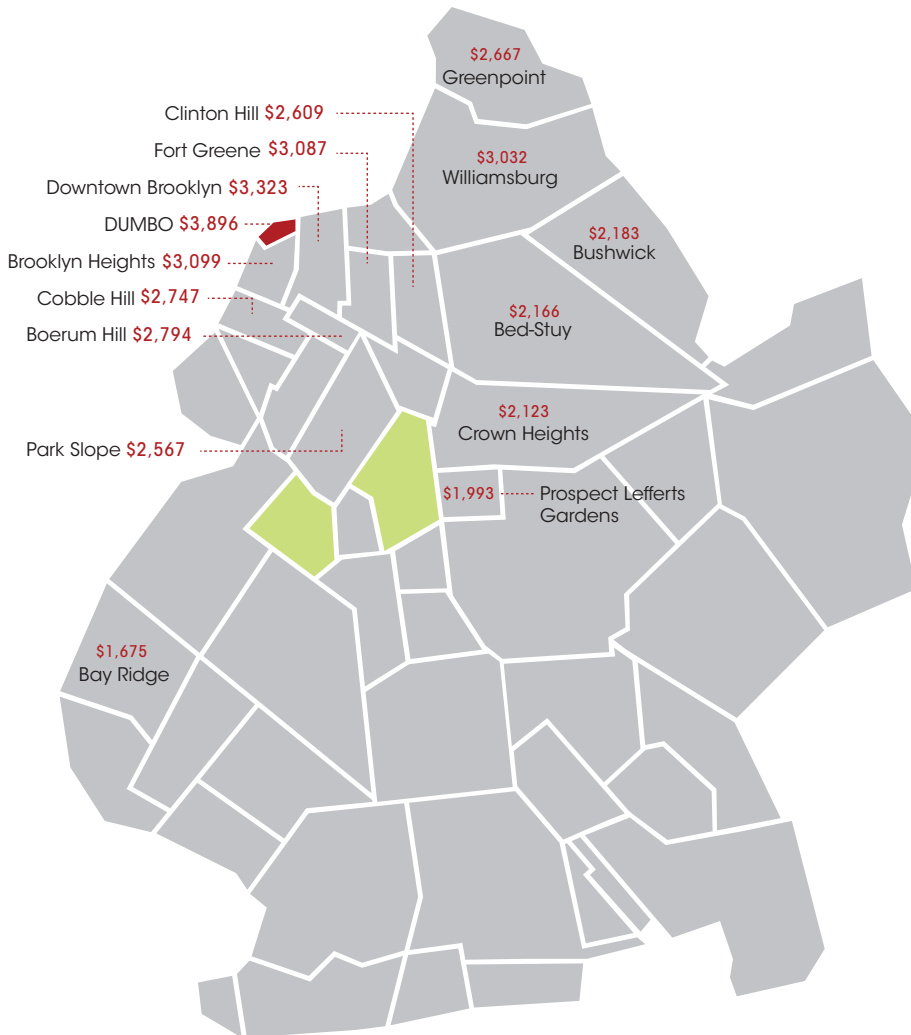 $2,667
Greenpoint
Clinton Hill $2,609
Fort Greene $3,087
$3,032
Williamsburg
Downtown Brooklyn $3,323
DUMBO $3,896
$2,183
Bushwick
Brooklyn Heights $3,099
Cobble Hill $2,747
$2,166
Bed-Stuy
Boerum Hill $2,794
$2,123
Crown Heights
Park Slope $2,567
$1,993
Prospect Lefferts
Gardens
$1,675
Bay Ridge